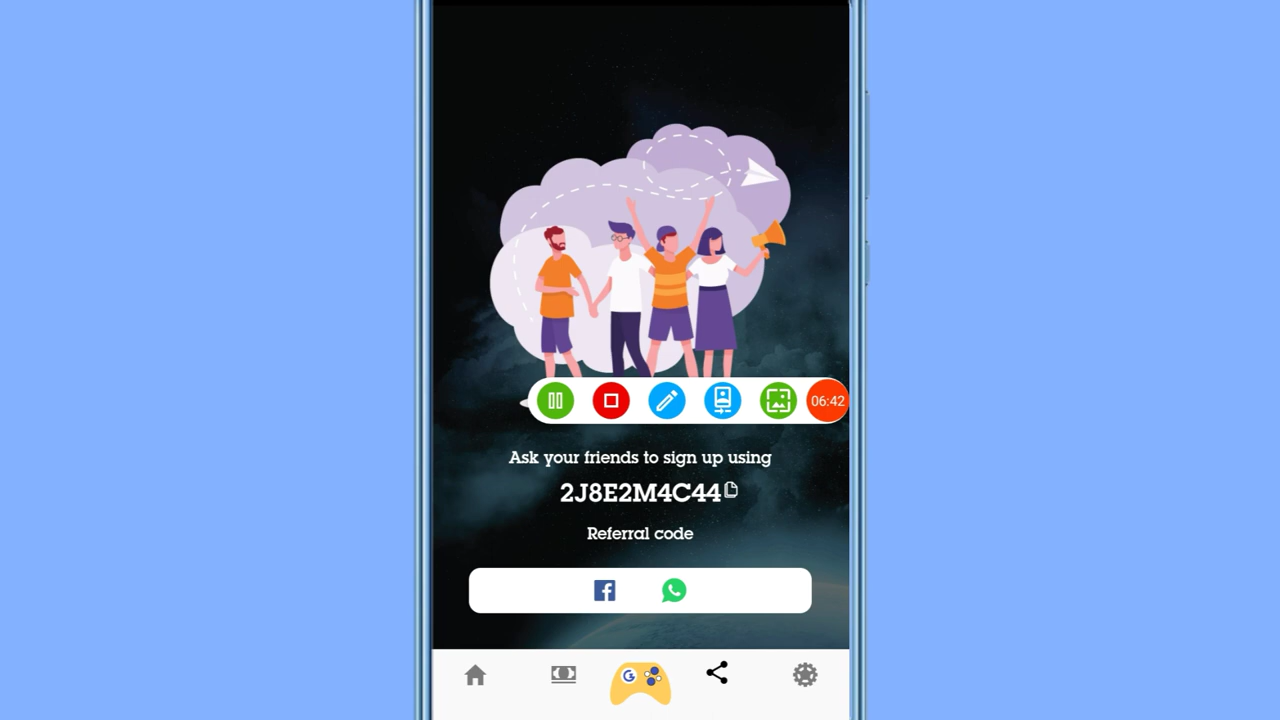 06:42
Ask your friends to sign up using
2J8E2M4C44
Referral code
G